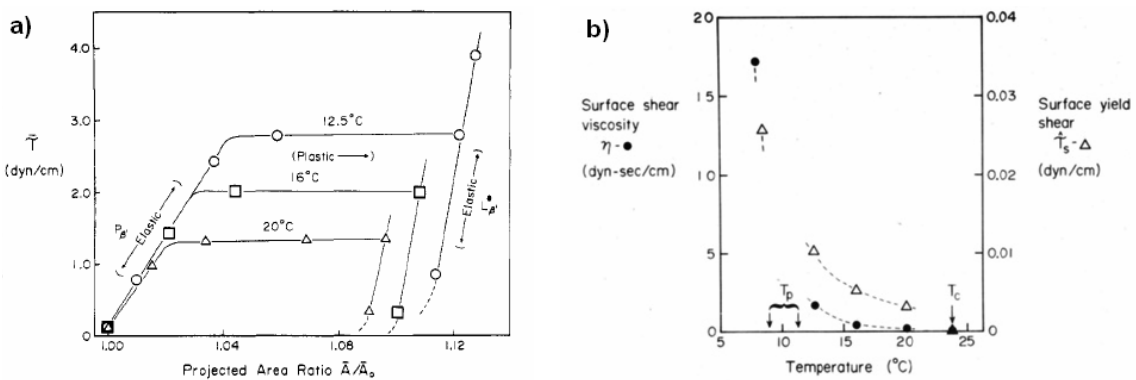 a)
4.0
3.0
2.0
1.0
0
T̄
(dyn/cm)
12.5°C
(Plastic ⟶)
16°C
20°C
Pβ'
Elastic
Elastic
L*β'
1.00
1.04
1.08
1.12
Projected Area Ratio Ā/Ā₀
b)
20
15
10
5
0
Surface shear
viscosity
η-●
(dyn-sec/cm)
0.04
0.03
0.02
0.01
0
Surface yield
shear
T̂s-△
(dyn/cm)
Tp
Tc
5
10
15
20
25
Temperature (°C)